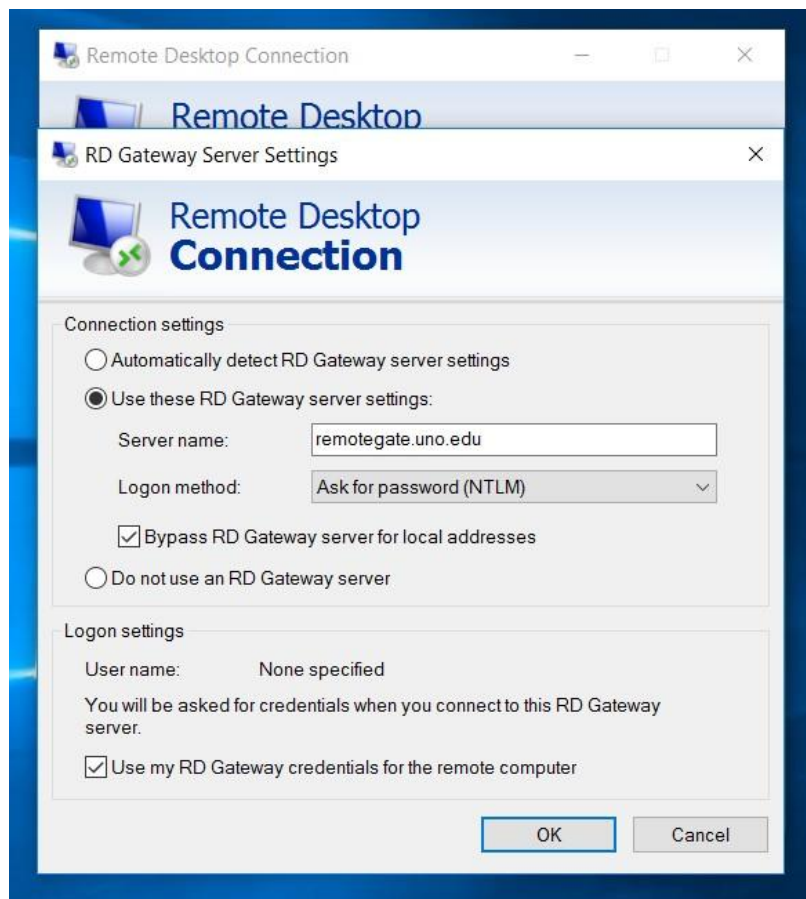 Remote Desktop Connection
Remote Desktop
RD Gateway Server Settings
Remote Desktop
Connection
Connection settings
Automatically detect RD Gateway server settings
Use these RD Gateway server settings:
Server name: remotegate.uno.edu
Logon method: Ask for password (NTLM)
Bypass RD Gateway server for local addresses
Do not use an RD Gateway server
Logon settings
User name: None specified
You will be asked for credentials when you connect to this RD Gateway
server.
Use my RD Gateway credentials for the remote computer
OK Cancel